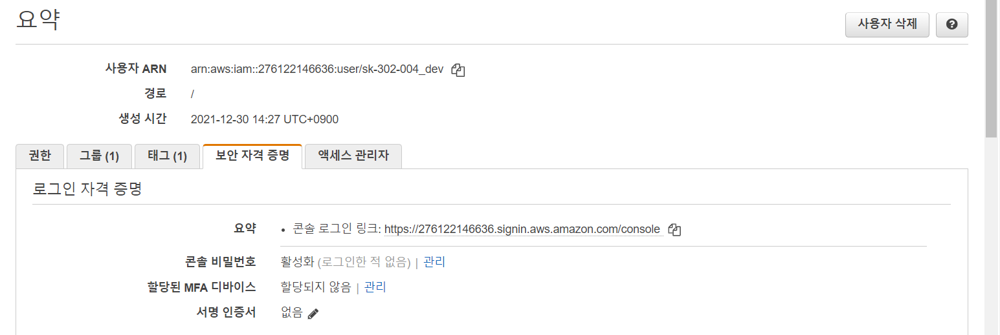 요약
사용자 삭제
사용자 ARN arn:aws:iam::276122146636:user/sk-302-004_dev
경로 /
생성 시간 2021-12-30 14:27 UTC+0900
권한 그룹 (1) 태그 (1) 보안 자격 증명 액세스 관리자
로그인 자격 증명
요약 • 콘솔 로그인 링크: https://276122146636.signin.aws.amazon.com/console
콘솔 비밀번호 활성화 (로그인한 적 없음) | 관리
할당된 MFA 디바이스 할당되지 않음 | 관리
서명 인증서 없음